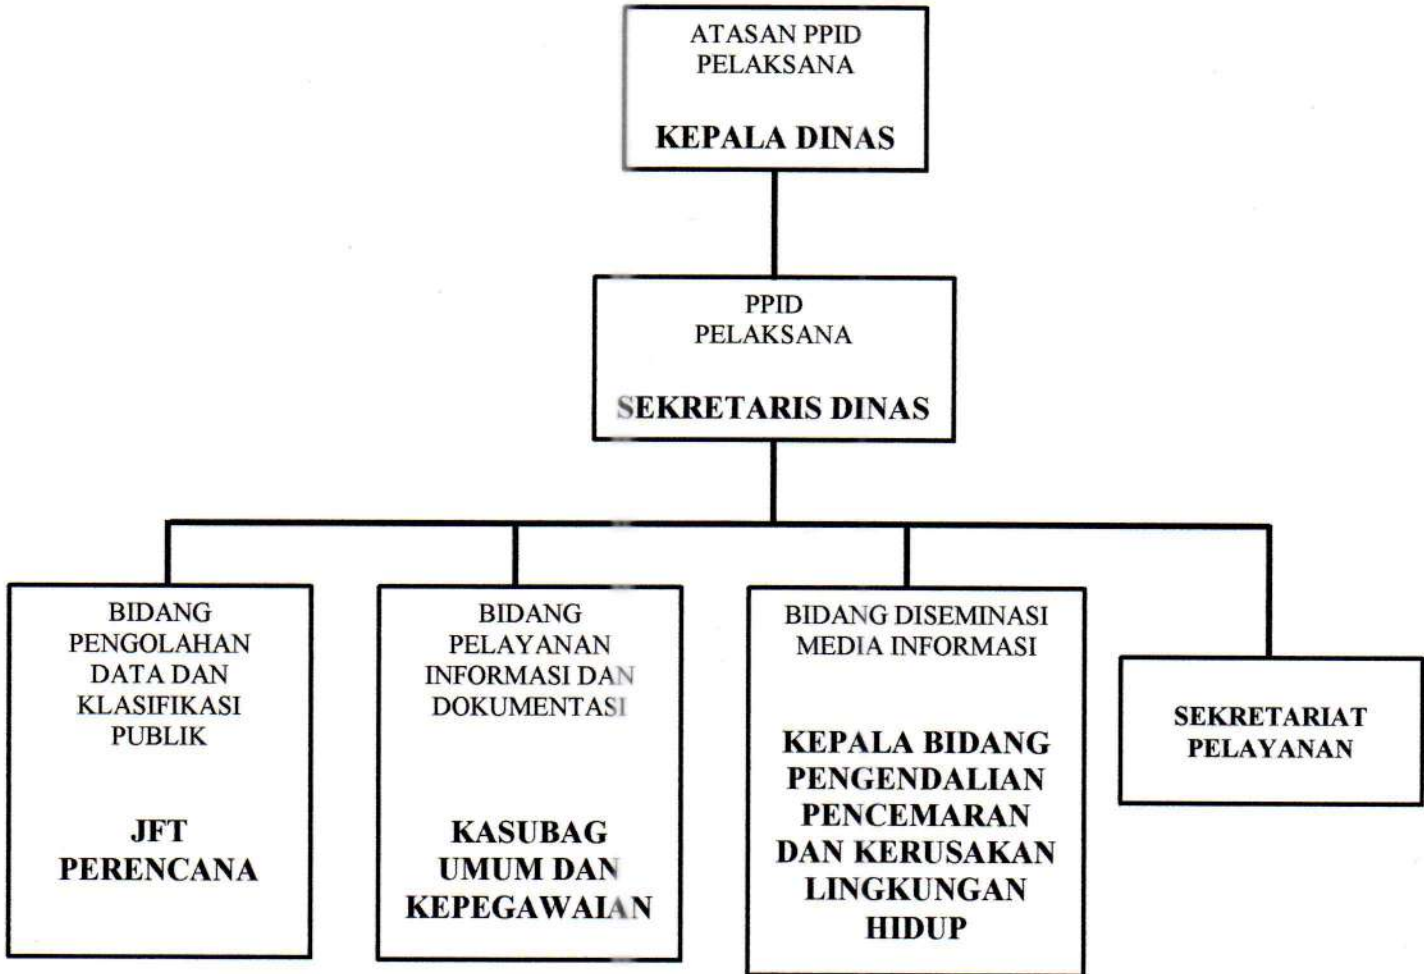 ATASAN PPID
PELAKSANA
KEPALA DINAS
PPID
PELAKSANA
SEKRETARIS DINAS
BIDANG
PENGOLAHAN
DATA DAN
KLASIFIKASI
PUBLIK
JFT
PERENCANA
BIDANG
PELAYANAN
INFORMASI DAN
DOKUMENTASI
KASUBAG
UMUM DAN
KEPEGAWAIAN
BIDANG DISEMINASI
MEDIA INFORMASI
KEPALA BIDANG
PENGENDALIAN
PENCEMARAN
DAN KERUSAKAN
LINGKUNGAN
HIDUP
SEKRETARIAT
PELAYANAN